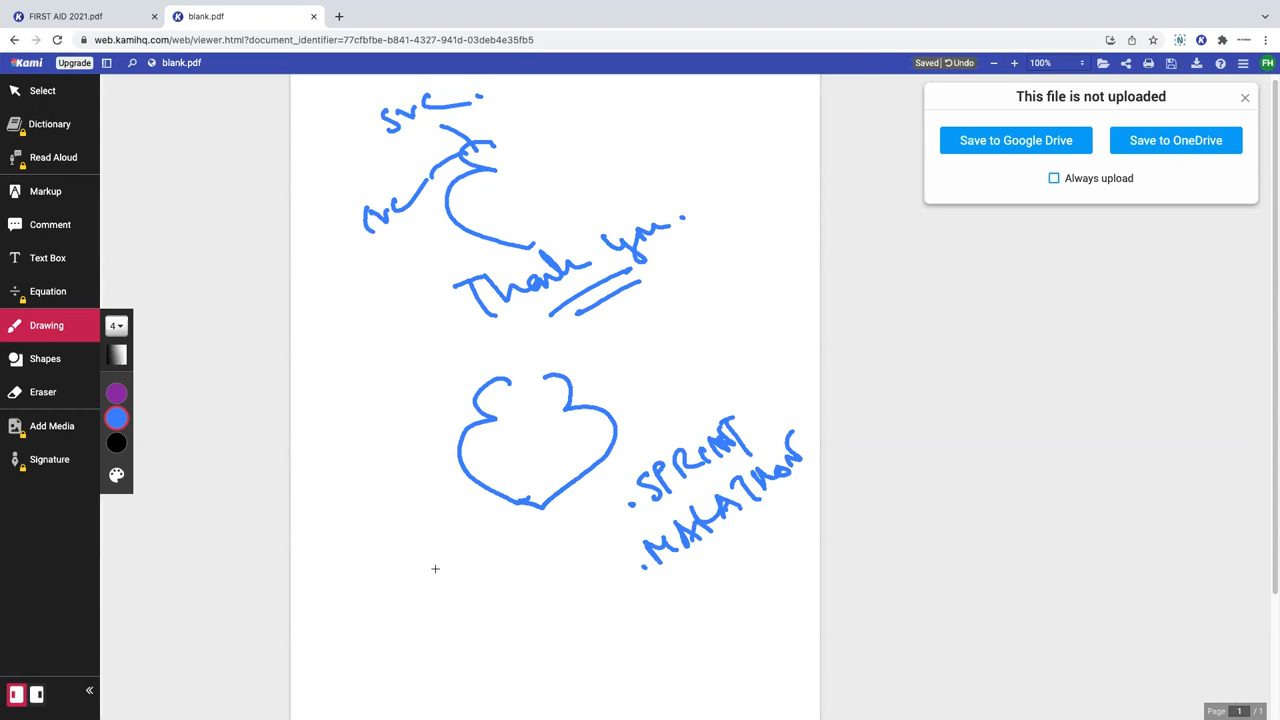 FIRST AID 2021.pdf
blank.pdf
web.kamihq.com/web/viewer.html?document_identifier=77cfbfbe-b841-4327-941d-03deb4e35fb5
Kami Upgrade blank.pdf Saved Undo 100% FH
Select
Dictionary
Read Aloud
Markup
Comment
Text Box
Equation
Drawing
Shapes
Eraser
Add Media
Signature
4
This file is not uploaded
Save to Google Drive Save to OneDrive
Always upload
svc
Thank you.
.SPRINT
.MARATHON
Page 1 / 1